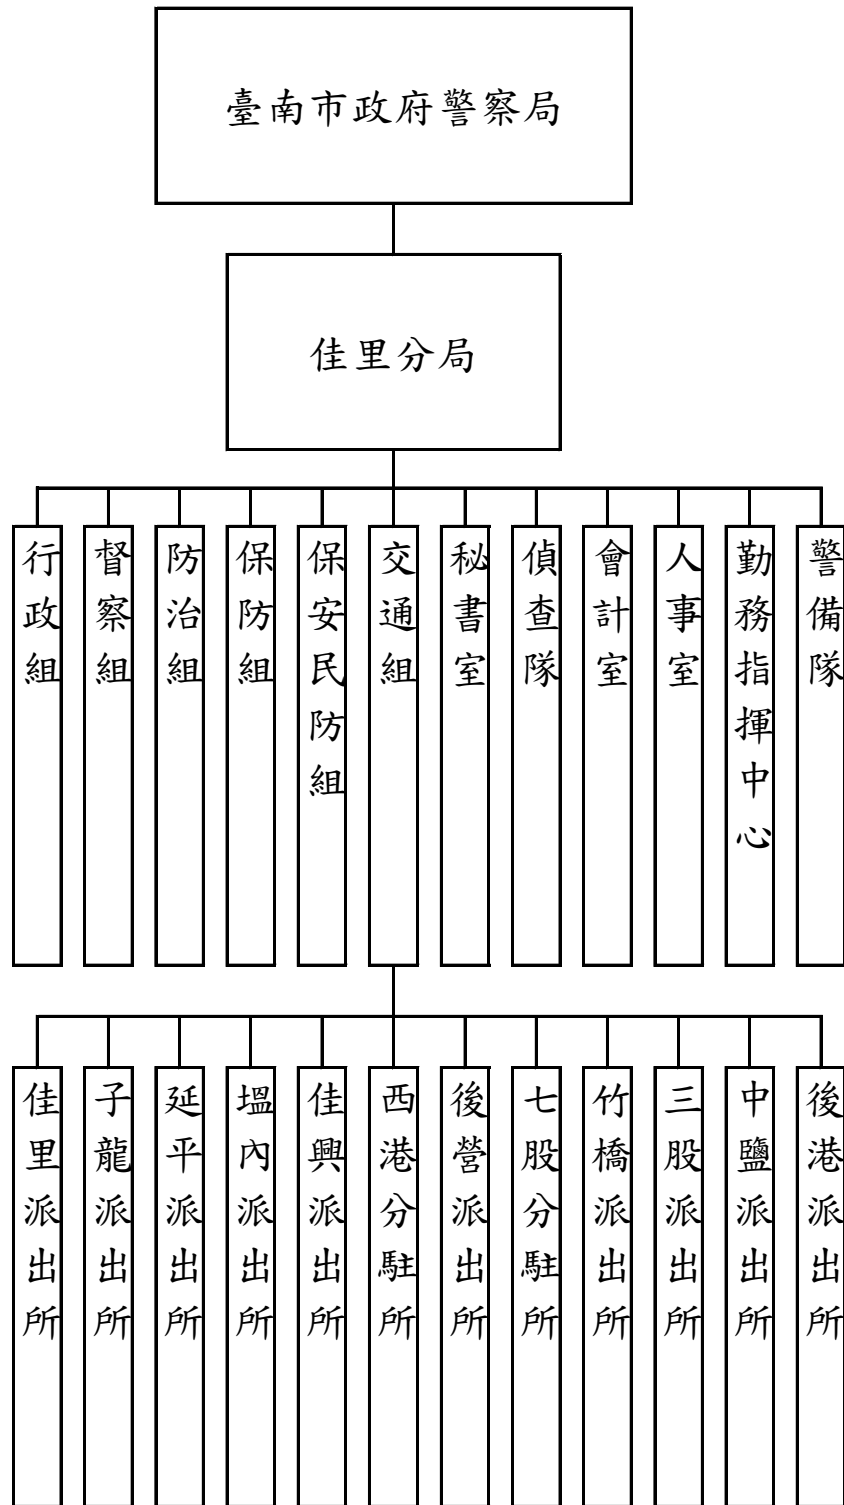 臺南市政府警察局
佳里分局
行政組
督察組
防治組
保防組
保安民防組
交通組
秘書室
偵查隊
會計室
人事室
勤務指揮中心
警備隊
佳里派出所
子龍派出所
延平派出所
塭內派出所
佳興派出所
西港分駐所
後營派出所
七股分駐所
竹橋派出所
三股派出所
中鹽派出所
後港派出所